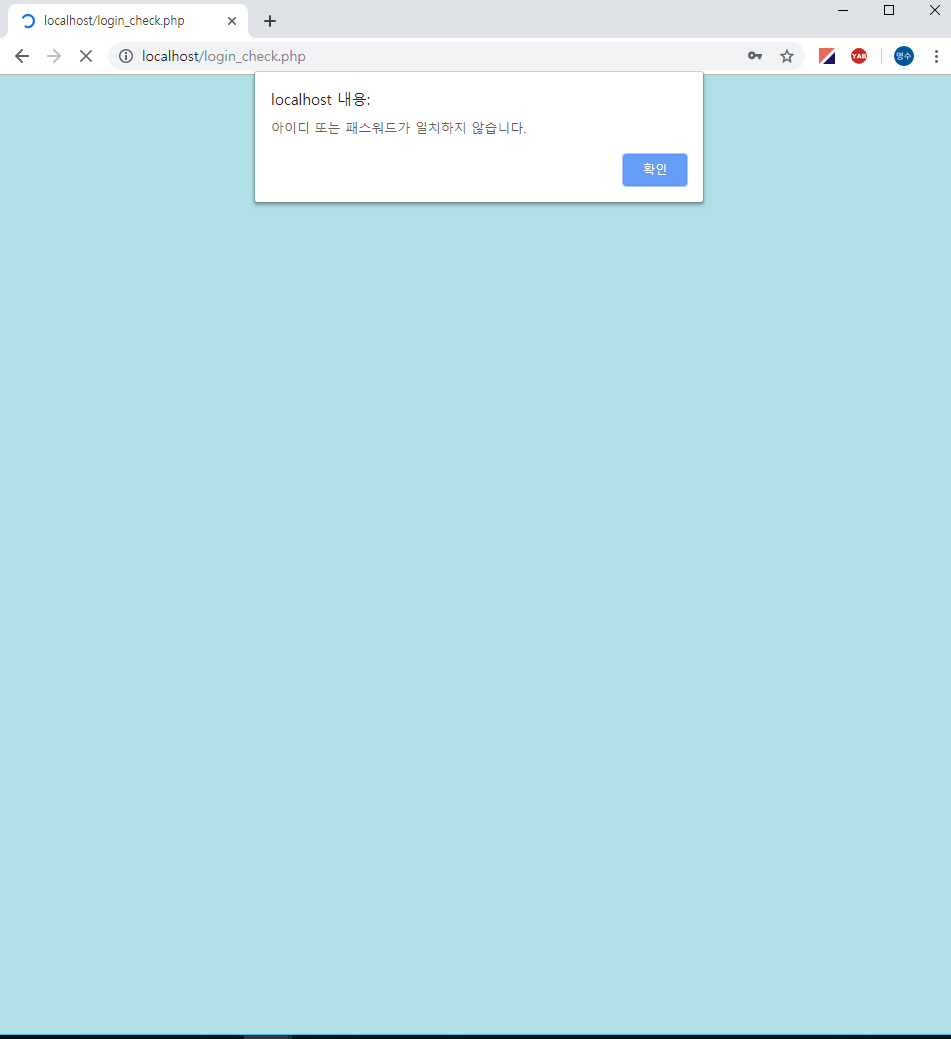 localhost/login_check.php
localhost/login_check.php
YAB
명수
localhost 내용:
아이디 또는 패스워드가 일치하지 않습니다.
확인